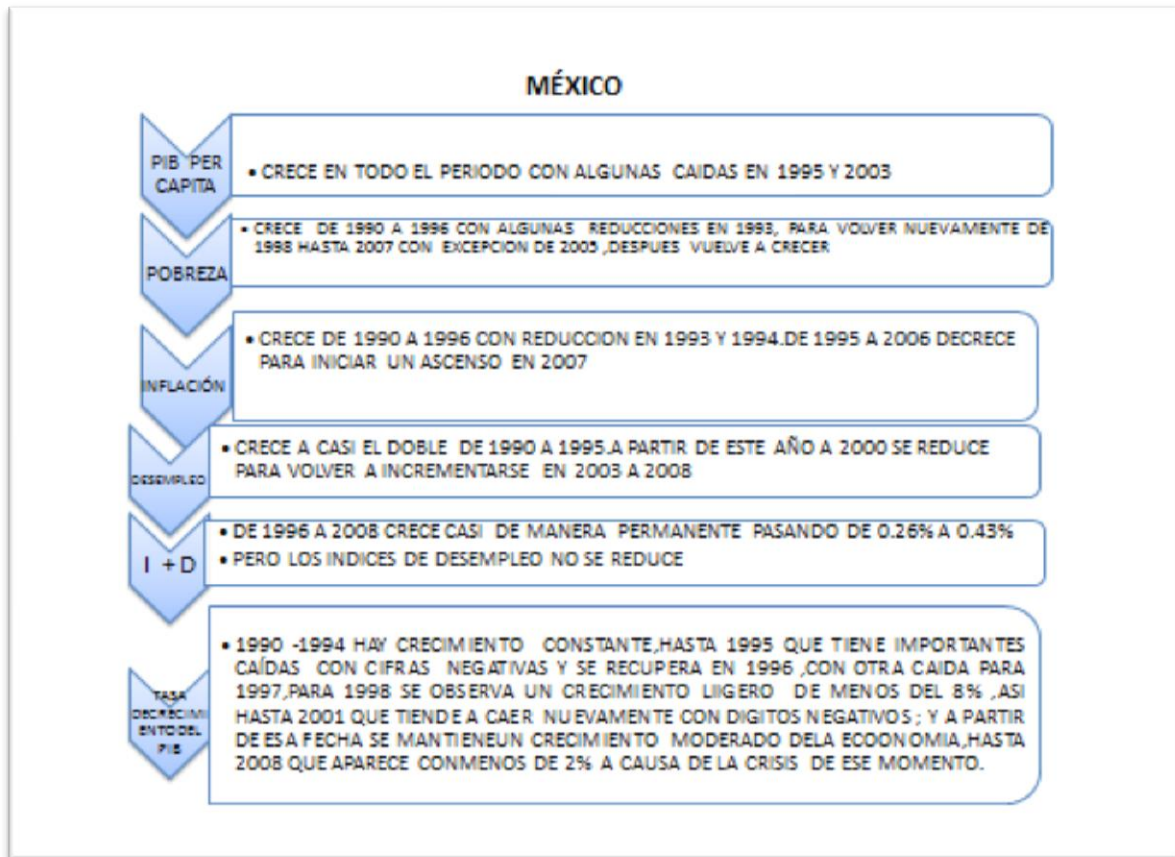 MÉXICO
PIB PER
CAPITA
• CRECE EN TODO EL PERIODO CON ALGUNAS CAIDAS EN 1995 Y 2003
POBREZA
• CRECE DE 1990 A 1996 CON ALGUNAS REDUCCIONES EN 1993, PARA VOLVER NUEVAMENTE DE
1998 HASTA 2007 CON EXCEPCION DE 2005 ,DESPUES VUELVE A CRECER
INFLACIÓN
• CRECE DE 1990 A 1996 CON REDUCCION EN 1993 Y 1994.DE 1995 A 2006 DECRECE
PARA INICIAR UN ASCENSO EN 2007
DESEMPLEO
• CRECE A CASI EL DOBLE DE 1990 A 1995.A PARTIR DE ESTE AÑO A 2000 SE REDUCE
PARA VOLVER A INCREMENTARSE EN 2003 A 2008
I + D
• DE 1996 A 2008 CRECE CASI DE MANERA PERMANENTE PASANDO DE 0.26% A 0.43%
• PERO LOS INDICES DE DESEMPLEO NO SE REDUCE
TASA
DECRECIMI
ENTO DEL
PIB
• 1990 -1994 HAY CRECIMIENTO CONSTANTE,HASTA 1995 QUE TIENE IMPORTANTES
CAÍDAS CON CIFRAS NEGATIVAS Y SE RECUPERA EN 1996 ,CON OTRA CAIDA PARA
1997,PARA 1998 SE OBSERVA UN CRECIMIENTO LIIGERO DE MENOS DEL 8% ,ASI
HASTA 2001 QUE TIENDE A CAER NUEVAMENTE CON DIGITOS NEGATIVOS ; Y A PARTIR
DE ESA FECHA SE MANTIENEUN CRECIMIENTO MODERADO DELA ECOONOMIA,HASTA
2008 QUE APARECE CONMENOS DE 2% A CAUSA DE LA CRISIS DE ESE MOMENTO.